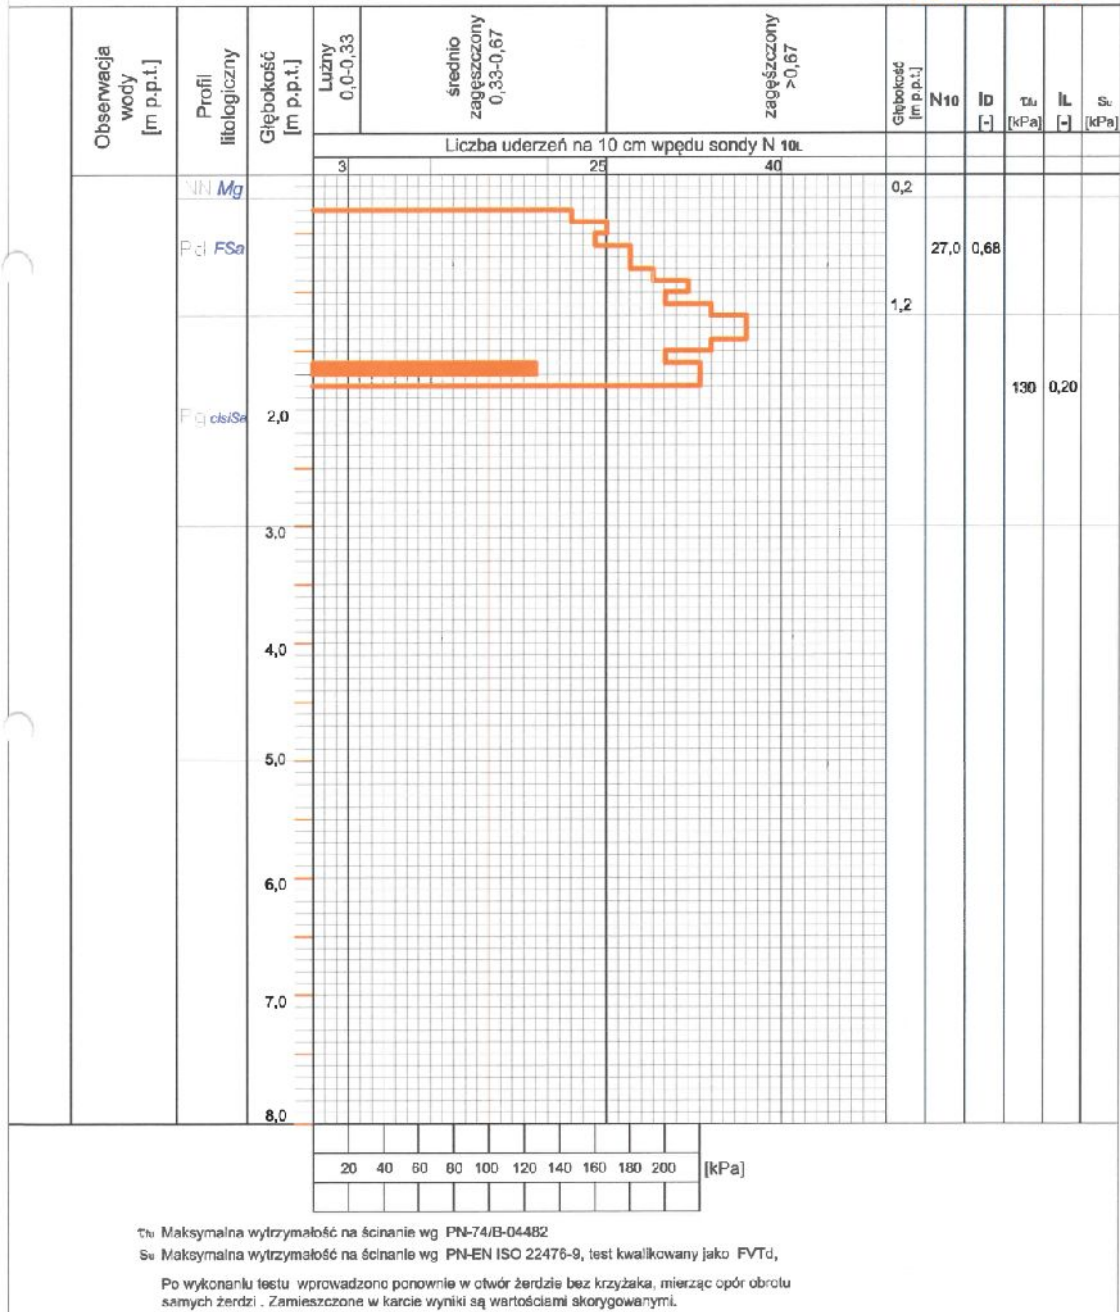 Obserwacja wody [m p.p.t.]
Profil litologiczny
Głębokość [m p.p.t.]
Luźny 0,0-0,33
średnio zagęszczony 0,33-0,67
zagęszczony >0,67
Głębokość [m p.p.t.]
N10
ID [-]
τfu [kPa]
IL [-]
Su [kPa]
Liczba uderzeń na 10 cm wpędu sondy N 10L
3 25 40
NN Mg 0,2
Pd FSa 27,0 0,68
1,2
130 0,20
Pg clsiSa 2,0
3,0
4,0
5,0
6,0
7,0
8,0
20 40 60 80 100 120 140 160 180 200 [kPa]
τfu Maksymalna wytrzymałość na ścinanie wg PN-74/B-04482
Su Maksymalna wytrzymałość na ścinanie wg PN-EN ISO 22476-9, test kwalikowany jako FVTd,
Po wykonaniu testu wprowadzono ponownie w otwór żerdzie bez krzyżaka, mierząc opór obrotu
samych żerdzi . Zamieszczone w karcie wyniki są wartościami skorygowanymi.